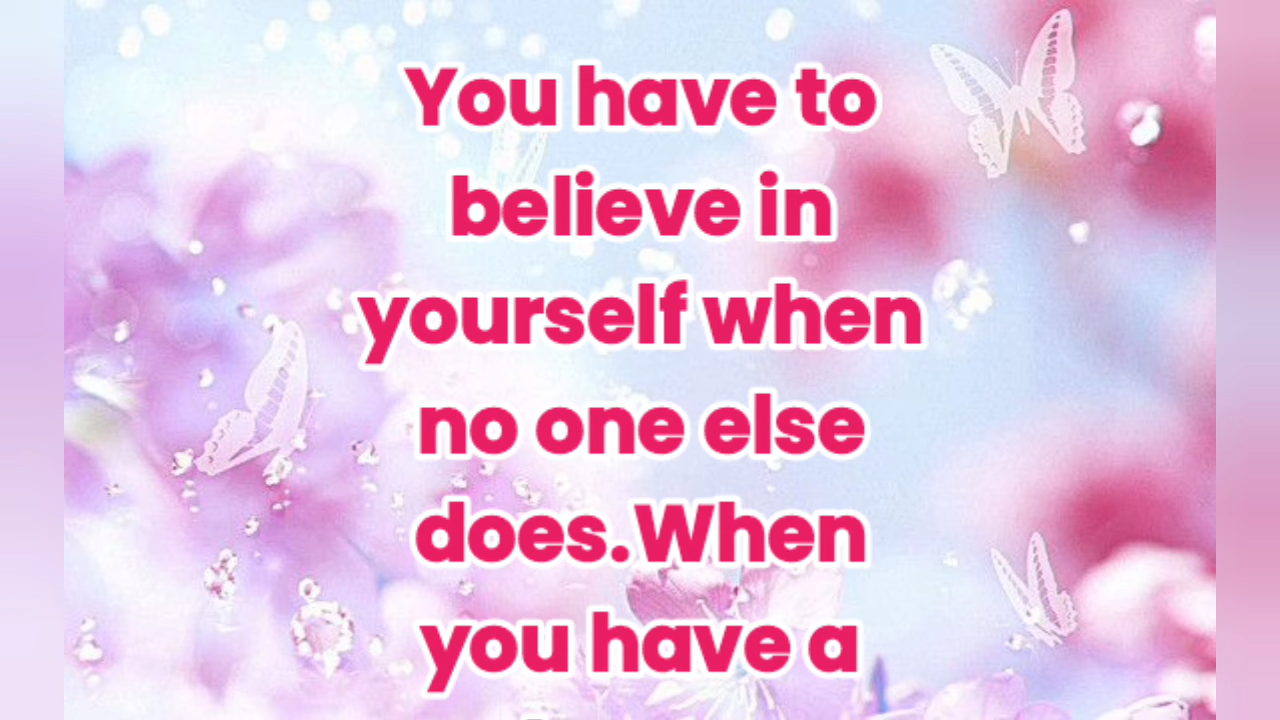 You have to
believe in
yourself when
no one else
does.When
you have a